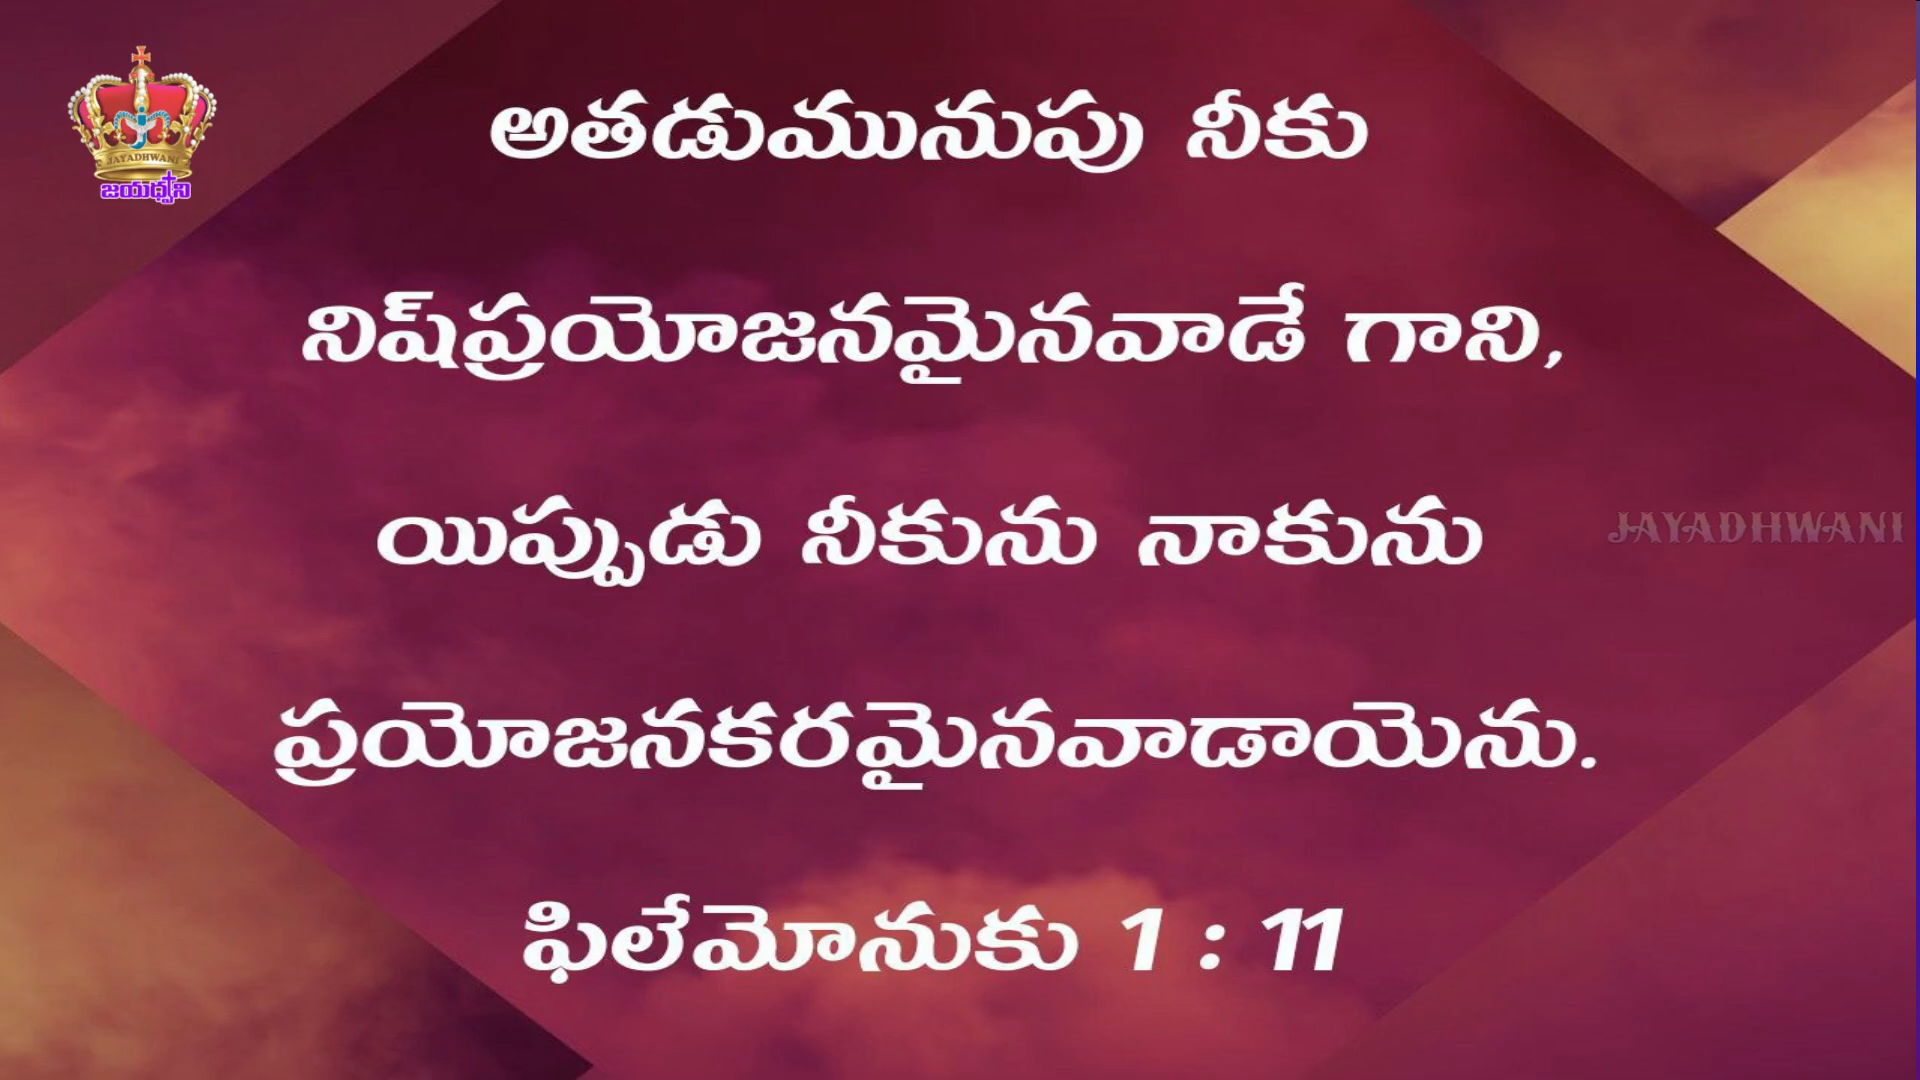 JAYADHWANI
జయధ్వని
అతడుమునుపు నీకు
నిష్‌ప్రయోజనమైనవాడే గాని,
యిప్పుడు నీకును నాకును
JAYADHWANI
ప్రయోజనకరమైనవాడాయెను.
ఫిలేమోనుకు 1 : 11